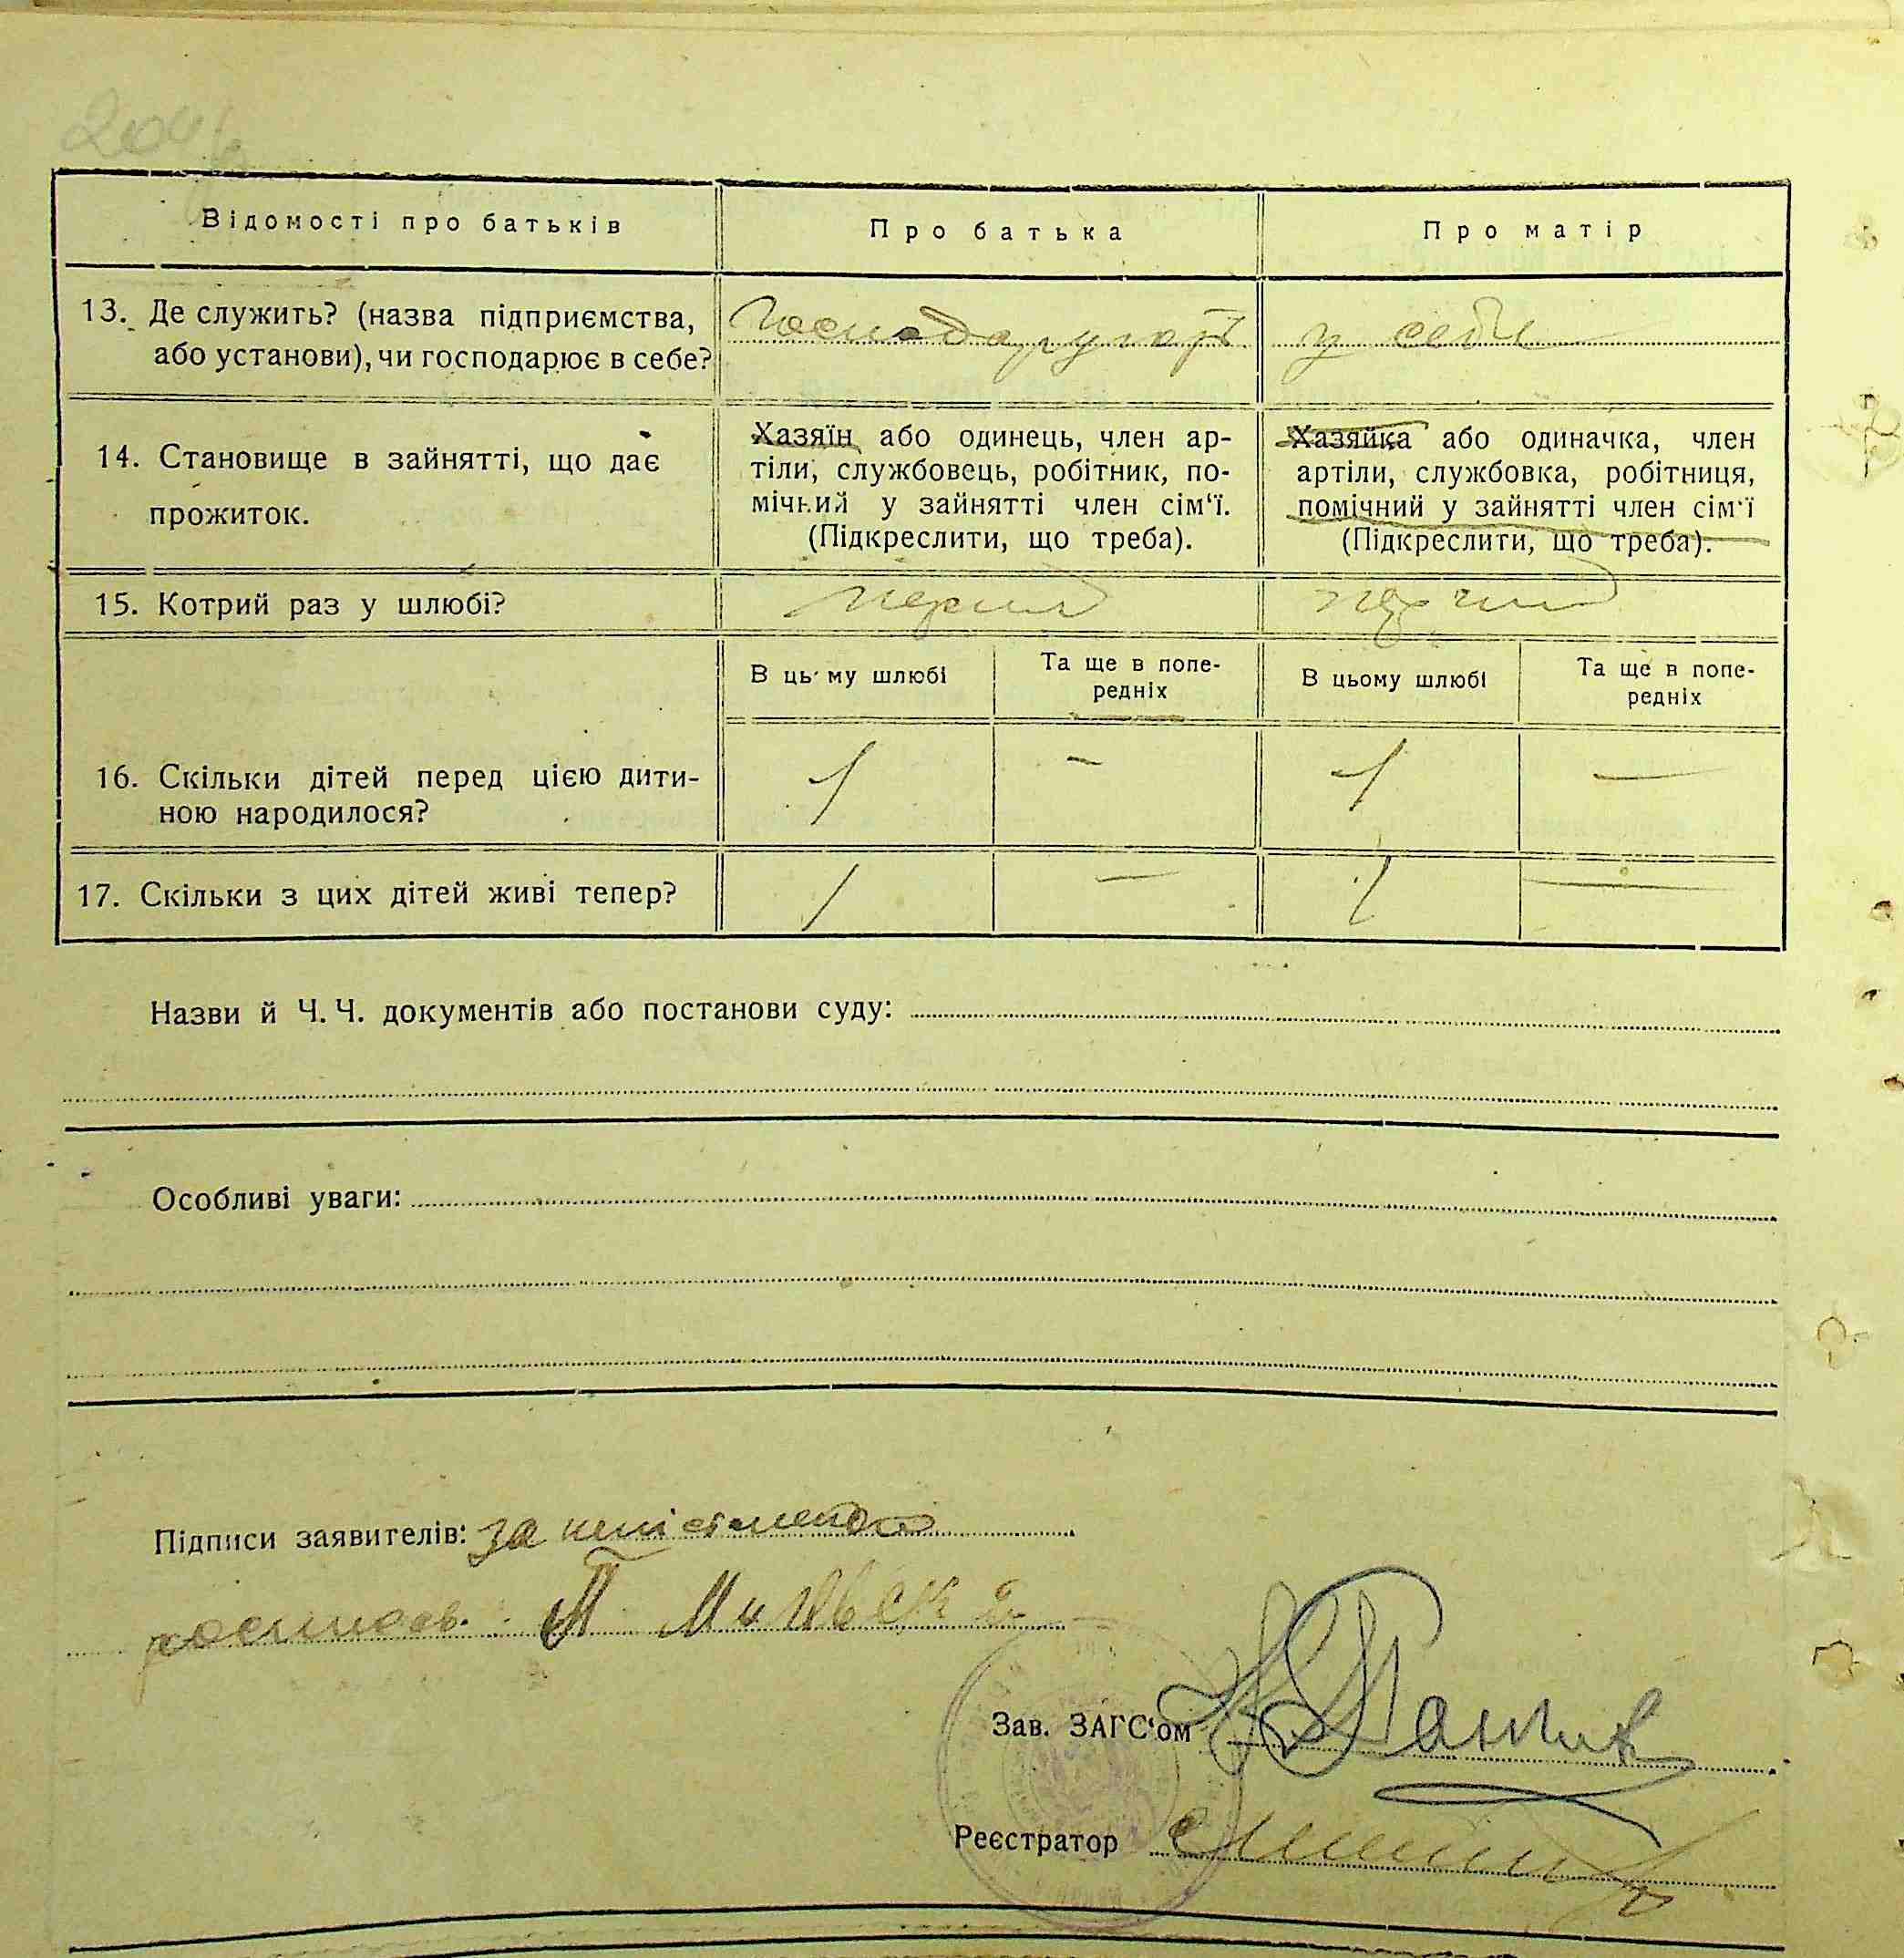 Відомості про батьків
Про батька
Про матір
13. Де служить? (назва підприємства,
або установи), чи господарює в себе?
Господарують
у себе
14. Становище в зайнятті, що дає
прожиток.
Хазяїн або одинець, член ар-
тіли, службовець, робітник, по-
мічний у зайнятті член сім'ї.
(Підкреслити, що треба).
Хазяйка або одиначка, член
артіли, службовка, робітниця,
помічний у зайнятті член сім'ї
(Підкреслити, що треба).
15. Котрий раз у шлюбі?
перший
перший
В цьому шлюбі
Та ще в попе-
редніх
В цьому шлюбі
Та ще в попе-
редніх
16. Скільки дітей перед цією дити-
ною народилося?
1
–
1
–
17. Скільки з цих дітей живі тепер?
1
–
1
–
Назви й Ч. Ч. документів або постанови суду:
Особливі уваги:
Підписи заявителів: за
Зав. ЗАГС'ом
Реєстратор